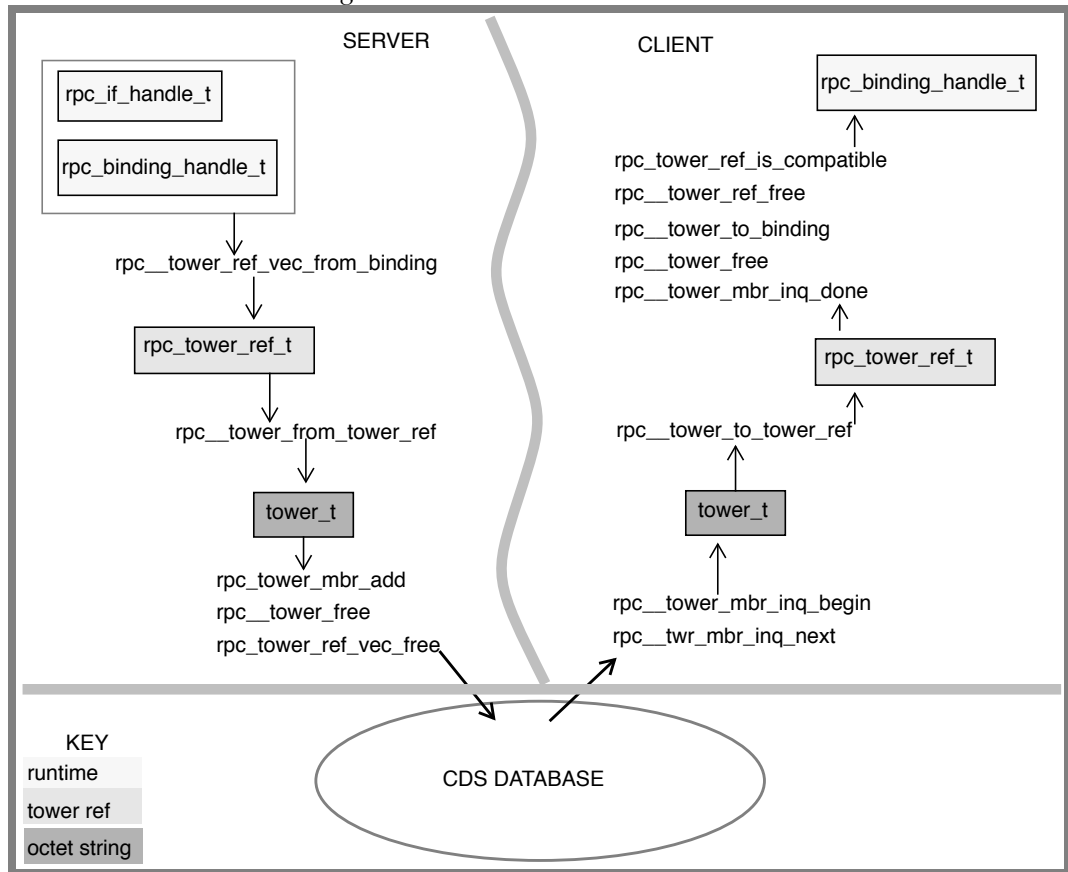 SERVER
rpc_if_handle_t
rpc_binding_handle_t
rpc__tower_ref_vec_from_binding
rpc_tower_ref_t
rpc__tower_from_tower_ref
tower_t
rpc_tower_mbr_add
rpc__tower_free
rpc_tower_ref_vec_free
CLIENT
rpc_binding_handle_t
rpc_tower_ref_is_compatible
rpc__tower_ref_free
rpc__tower_to_binding
rpc__tower_free
rpc__tower_mbr_inq_done
rpc_tower_ref_t
rpc__tower_to_tower_ref
tower_t
rpc__tower_mbr_inq_begin
rpc__twr_mbr_inq_next
KEY
runtime
tower ref
octet string
CDS DATABASE